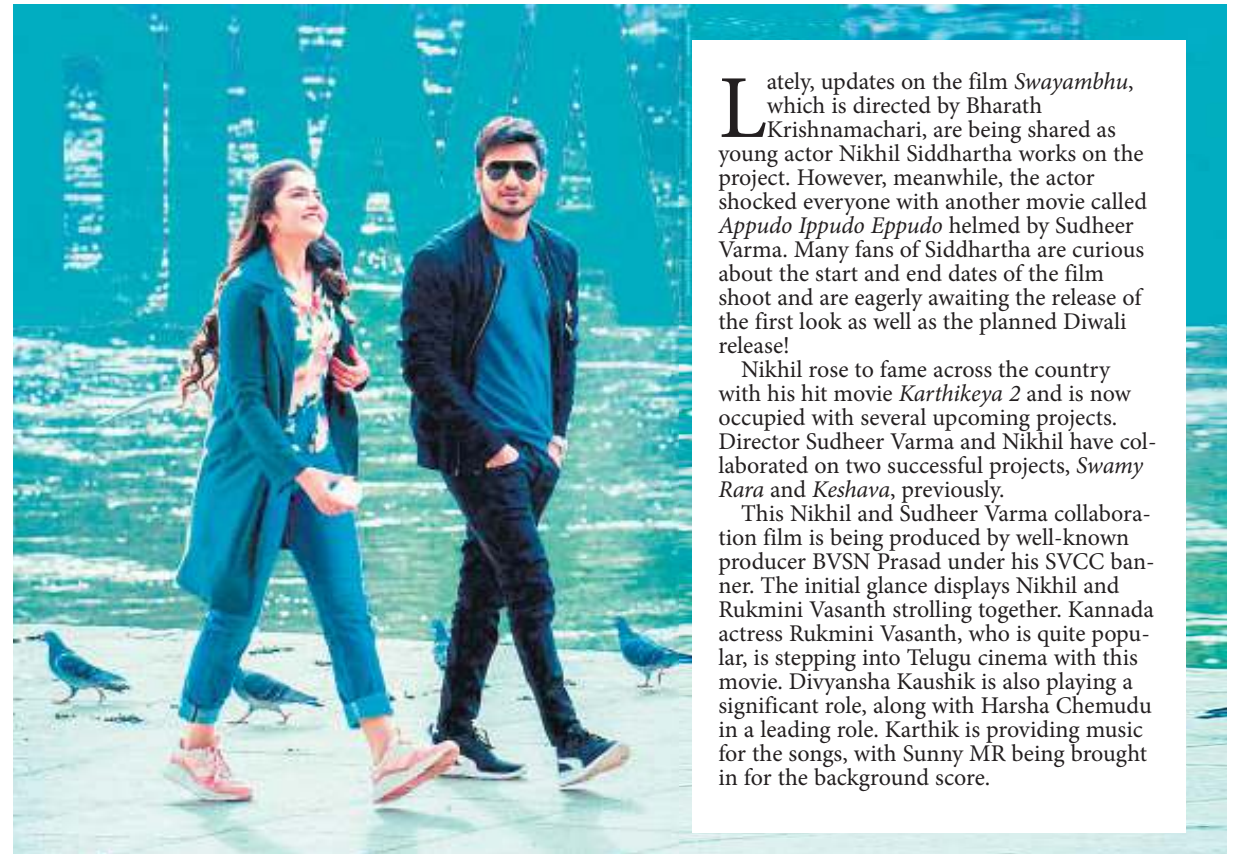 Lately, updates on the film Swayambhu,
which is directed by Bharath
Krishnamachari, are being shared as
young actor Nikhil Siddhartha works on the
project. However, meanwhile, the actor
shocked everyone with another movie called
Appudo Ippudo Eppudo helmed by Sudheer
Varma. Many fans of Siddhartha are curious
about the start and end dates of the film
shoot and are eagerly awaiting the release of
the first look as well as the planned Diwali
release!
Nikhil rose to fame across the country
with his hit movie Karthikeya 2 and is now
occupied with several upcoming projects.
Director Sudheer Varma and Nikhil have col-
laborated on two successful projects, Swamy
Rara and Keshava, previously.
This Nikhil and Sudheer Varma collabora-
tion film is being produced by well-known
producer BVSN Prasad under his SVCC ban-
ner. The initial glance displays Nikhil and
Rukmini Vasanth strolling together. Kannada
actress Rukmini Vasanth, who is quite popu-
lar, is stepping into Telugu cinema with this
movie. Divyansha Kaushik is also playing a
significant role, along with Harsha Chemudu
in a leading role. Karthik is providing music
for the songs, with Sunny MR being brought
in for the background score.